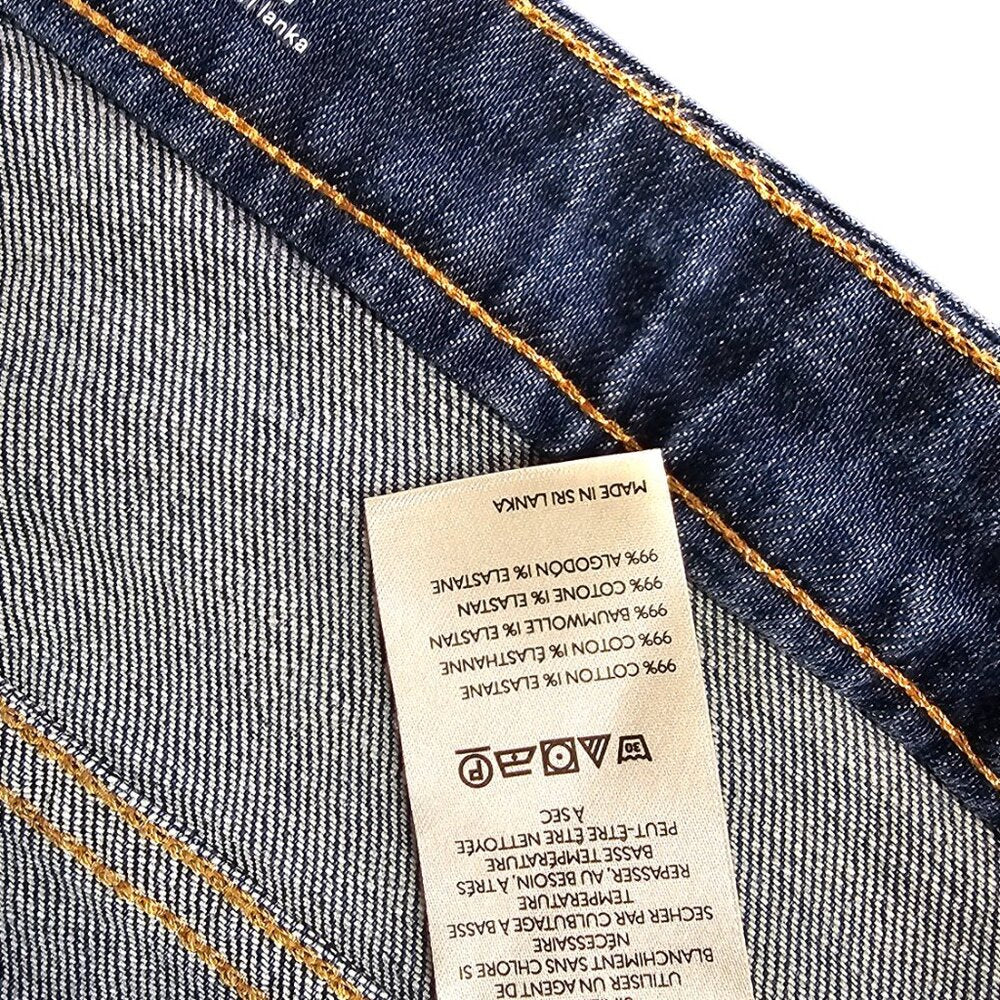 UTILISER UN AGENT DE
BLANCHIMENT SANS CHLORE SI
NÉCESSAIRE
SECHER PAR CULBUTAGE À BASSE
TEMPÉRATURE
REPASSER, AU BESOIN, À TRÈS
BASSE TEMPÉRATURE
PEUT-ÊTRE ÊTRE NETTOYÉE
À SEC
30 P
99% COTTON 1% ELASTANE
99% COTON 1% ÉLASTHANNE
99% BAUMWOLLE 1% ELASTAN
99% COTONE 1% ELASTAN
99% ALGODÓN 1% ELASTANE
MADE IN SRI LANKA
lanka